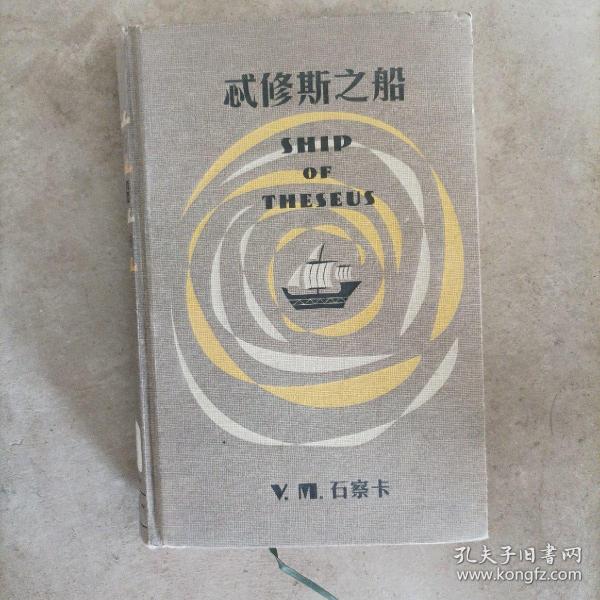 忒修斯之船
SHIP
OF
THESEUS
V. M. 石察卡
孔夫子旧书网
www.kongfz.com